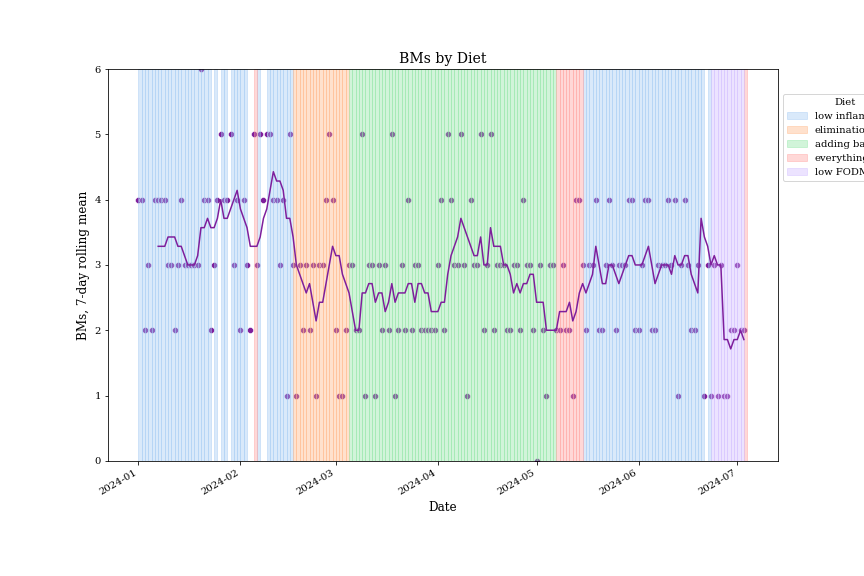 BMs by Diet
BMs, 7-day rolling mean
6
5
4
3
2
1
0
2024-01
2024-02
2024-03
2024-04
2024-05
2024-06
2024-07
Date
Diet
low inflam
elimination
adding ba
everything
low FODM